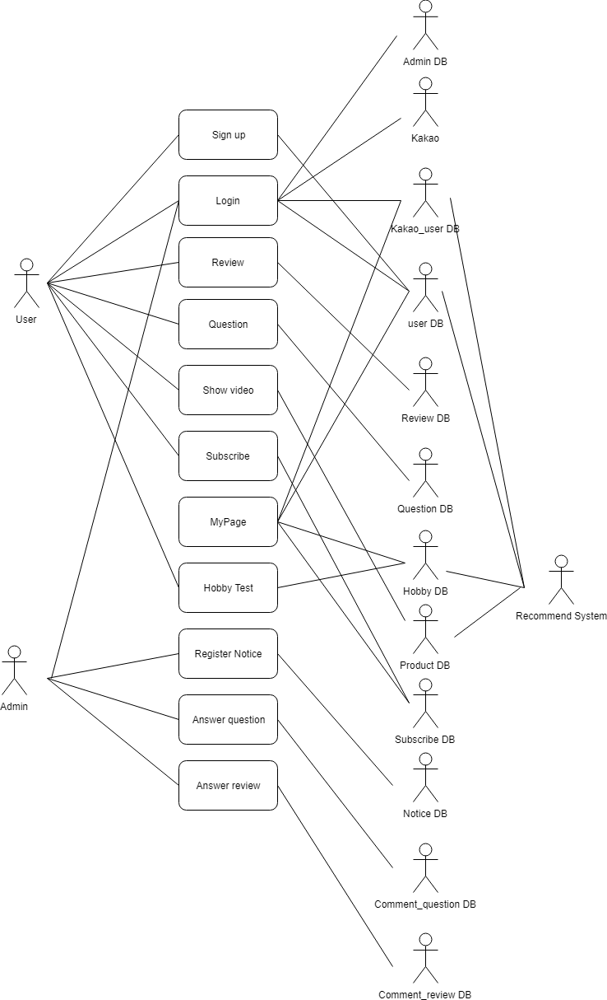 Admin DB
Kakao
Sign up
Login
Kakao_user DB
Review
User
user DB
Question
Show video
Review DB
Subscribe
Question DB
MyPage
Hobby Test
Hobby DB
Recommend System
Register Notice
Product DB
Admin
Answer question
Subscribe DB
Answer review
Notice DB
Comment_question DB
Comment_review DB